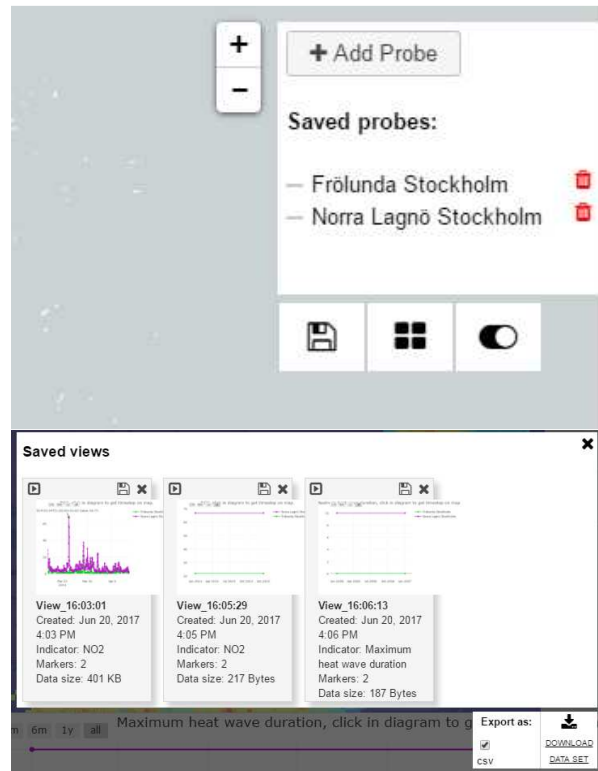 +
−
+ Add Probe
Saved probes:
Frölunda Stockholm
Norra Lagnö Stockholm
Saved views
View_16:03:01
Created: Jun 20, 2017
4:03 PM
Indicator: NO2
Markers: 2
Data size: 401 KB
View_16:05:29
Created: Jun 20, 2017
4:05 PM
Indicator: NO2
Markers: 2
Data size: 217 Bytes
View_16:06:13
Created: Jun 20, 2017
4:06 PM
Indicator: Maximum
heat wave duration
Markers: 2
Data size: 187 Bytes
m 6m 1y all
Maximum heat wave duration, click in diagram to g
Export as:
csv
DOWNLOAD
DATA SET